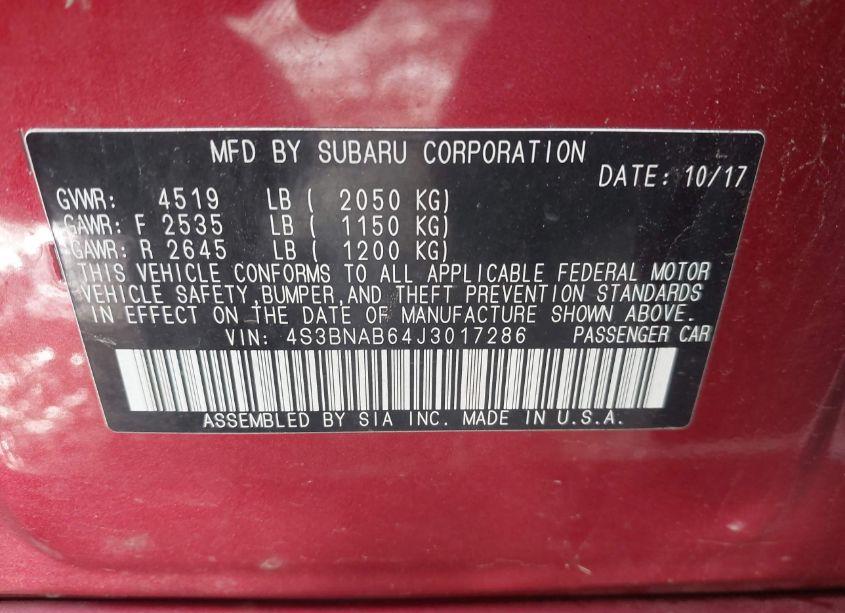 MFD BY SUBARU CORPORATION
DATE: 10/17
GVWR: 4519 LB ( 2050 KG)
GAWR: F 2535 LB ( 1150 KG)
GAWR: R 2645 LB ( 1200 KG)
THIS VEHICLE CONFORMS TO ALL APPLICABLE FEDERAL MOTOR
VEHICLE SAFETY,BUMPER,AND THEFT PREVENTION STANDARDS
IN EFFECT ON THE DATE OF MANUFACTURE SHOWN ABOVE.
VIN: 4S3BNAB64J3017286 PASSENGER CAR
ASSEMBLED BY SIA INC. MADE IN U.S.A.